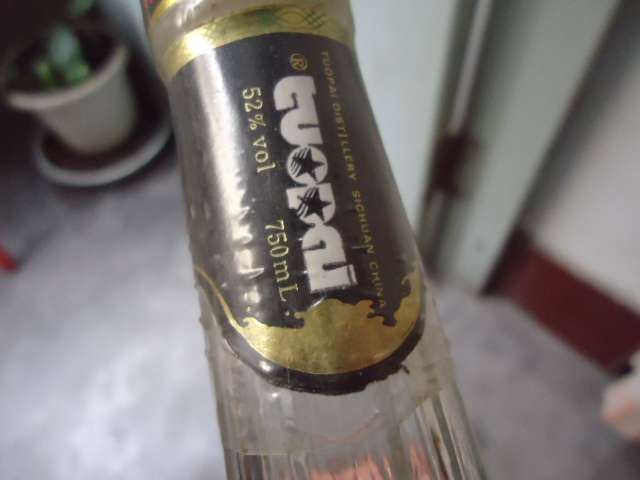 TUOPAI DISTILLERY SICHUAN CHINA
tuopai®
52% vol 750mL